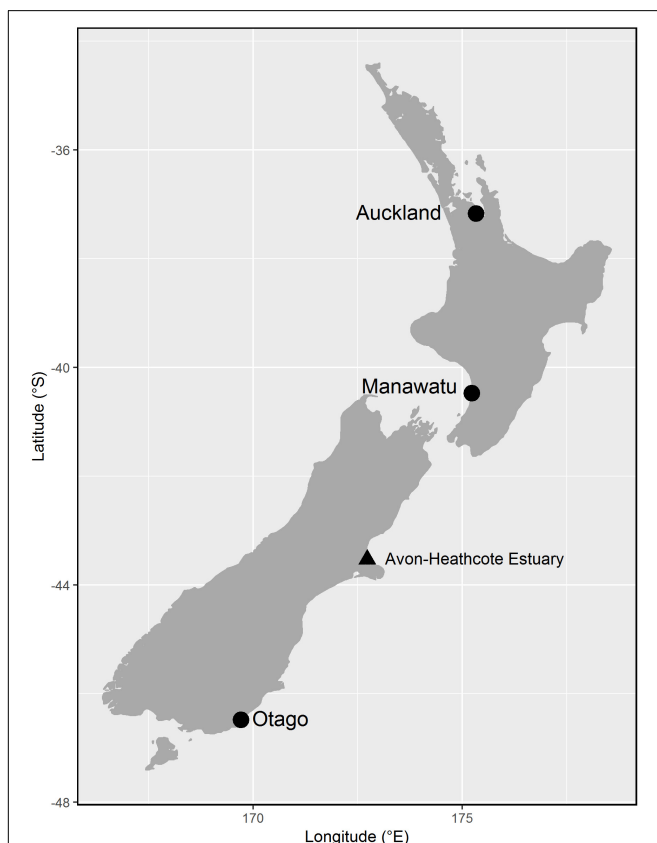 -36
Auckland
-40
Manawatu
Latitude (°S)
Avon-Heathcote Estuary
-44
Otago
-48
170
175
Longitude (°E)